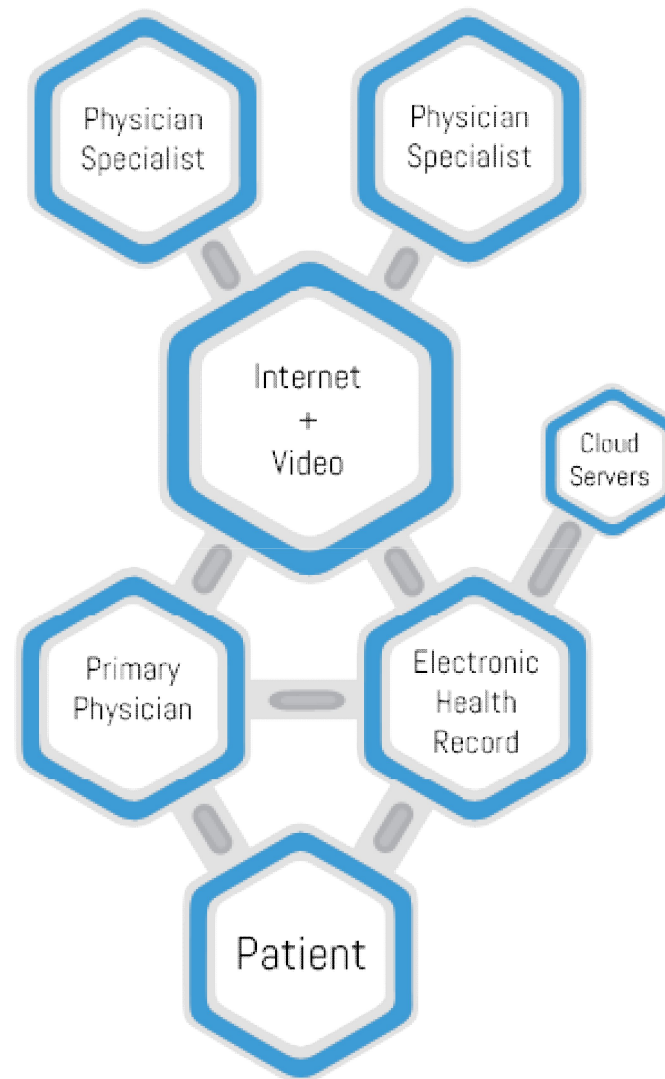 Physician
Specialist
Physician
Specialist
Internet
+
Video
Cloud
Servers
Primary
Physician
Electronic
Health
Record
Patient